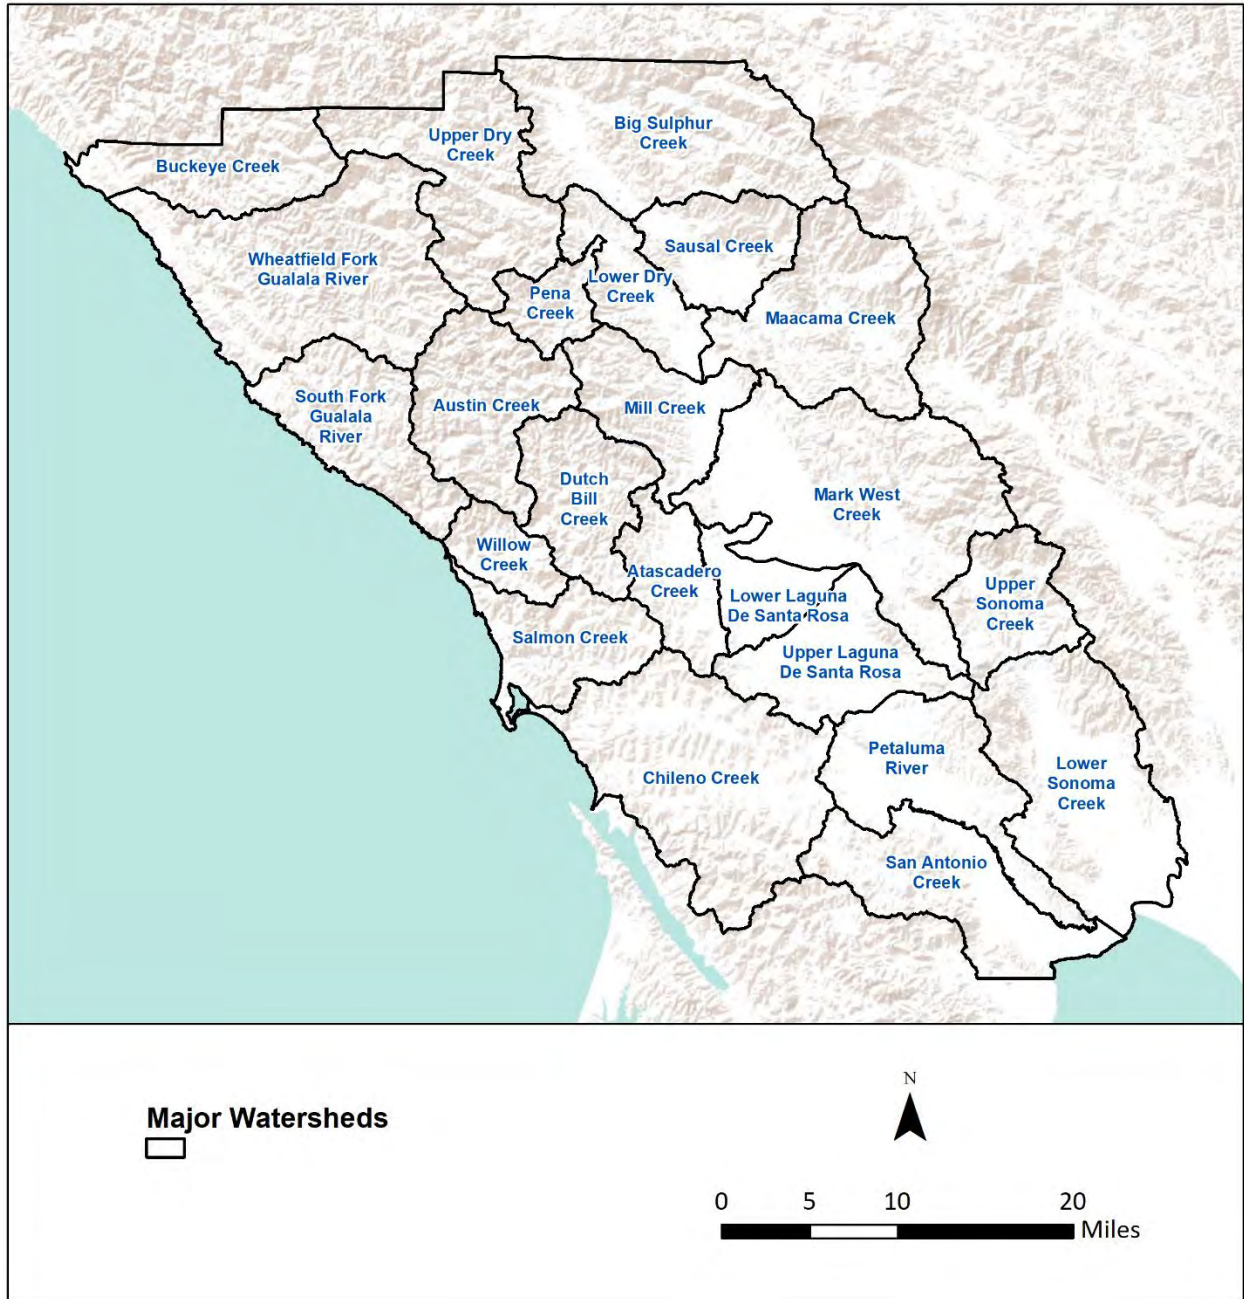 Big Sulphur
Creek
Upper Dry
Creek
Buckeye Creek
Sausal Creek
Wheatfield Fork
Gualala River
Lower Dry
Creek
Pena
Creek
Maacama Creek
South Fork
Gualala
River
Austin Creek
Mill Creek
Dutch
Bill
Creek
Mark West
Creek
Willow
Creek
Atascadero
Creek
Lower Laguna
De Santa Rosa
Upper
Sonoma
Creek
Salmon Creek
Upper Laguna
De Santa Rosa
Petaluma
River
Chileno Creek
Lower
Sonoma
Creek
San Antonio
Creek
Major Watersheds
N
0 5 10 20
Miles